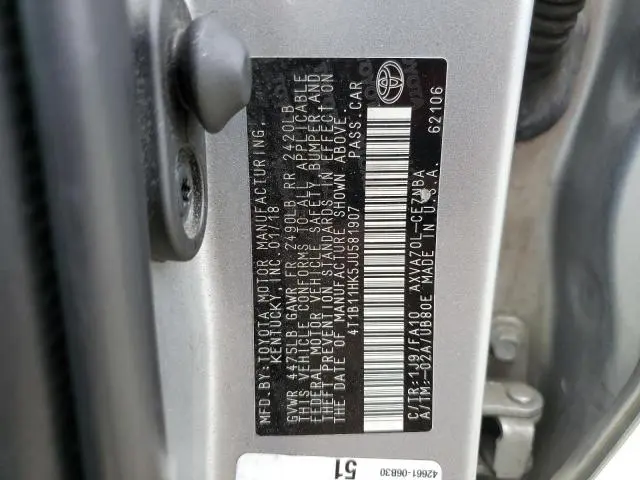 MFD. BY: TOYOTA MOTOR MANUFACTURING,
KENTUCKY INC. 01/18
GVWR 4475LB GAWR FR 2490LB RR 2420LB
THIS VEHICLE CONFORMS TO ALL APPLICABLE
FEDERAL MOTOR VEHICLE SAFETY, BUMPER, AND
THEFT PREVENTION STANDARDS IN EFFECT ON
THE DATE OF MANUFACTURE SHOWN ABOVE.
4T1B11HK5JU581907 PASS.CAR
C/TR: 1J9/FA10 AXVA70L-CEZNBA
A/TM: -02A/UB80E MADE IN U.S.A.
62106
51
42661-06B30